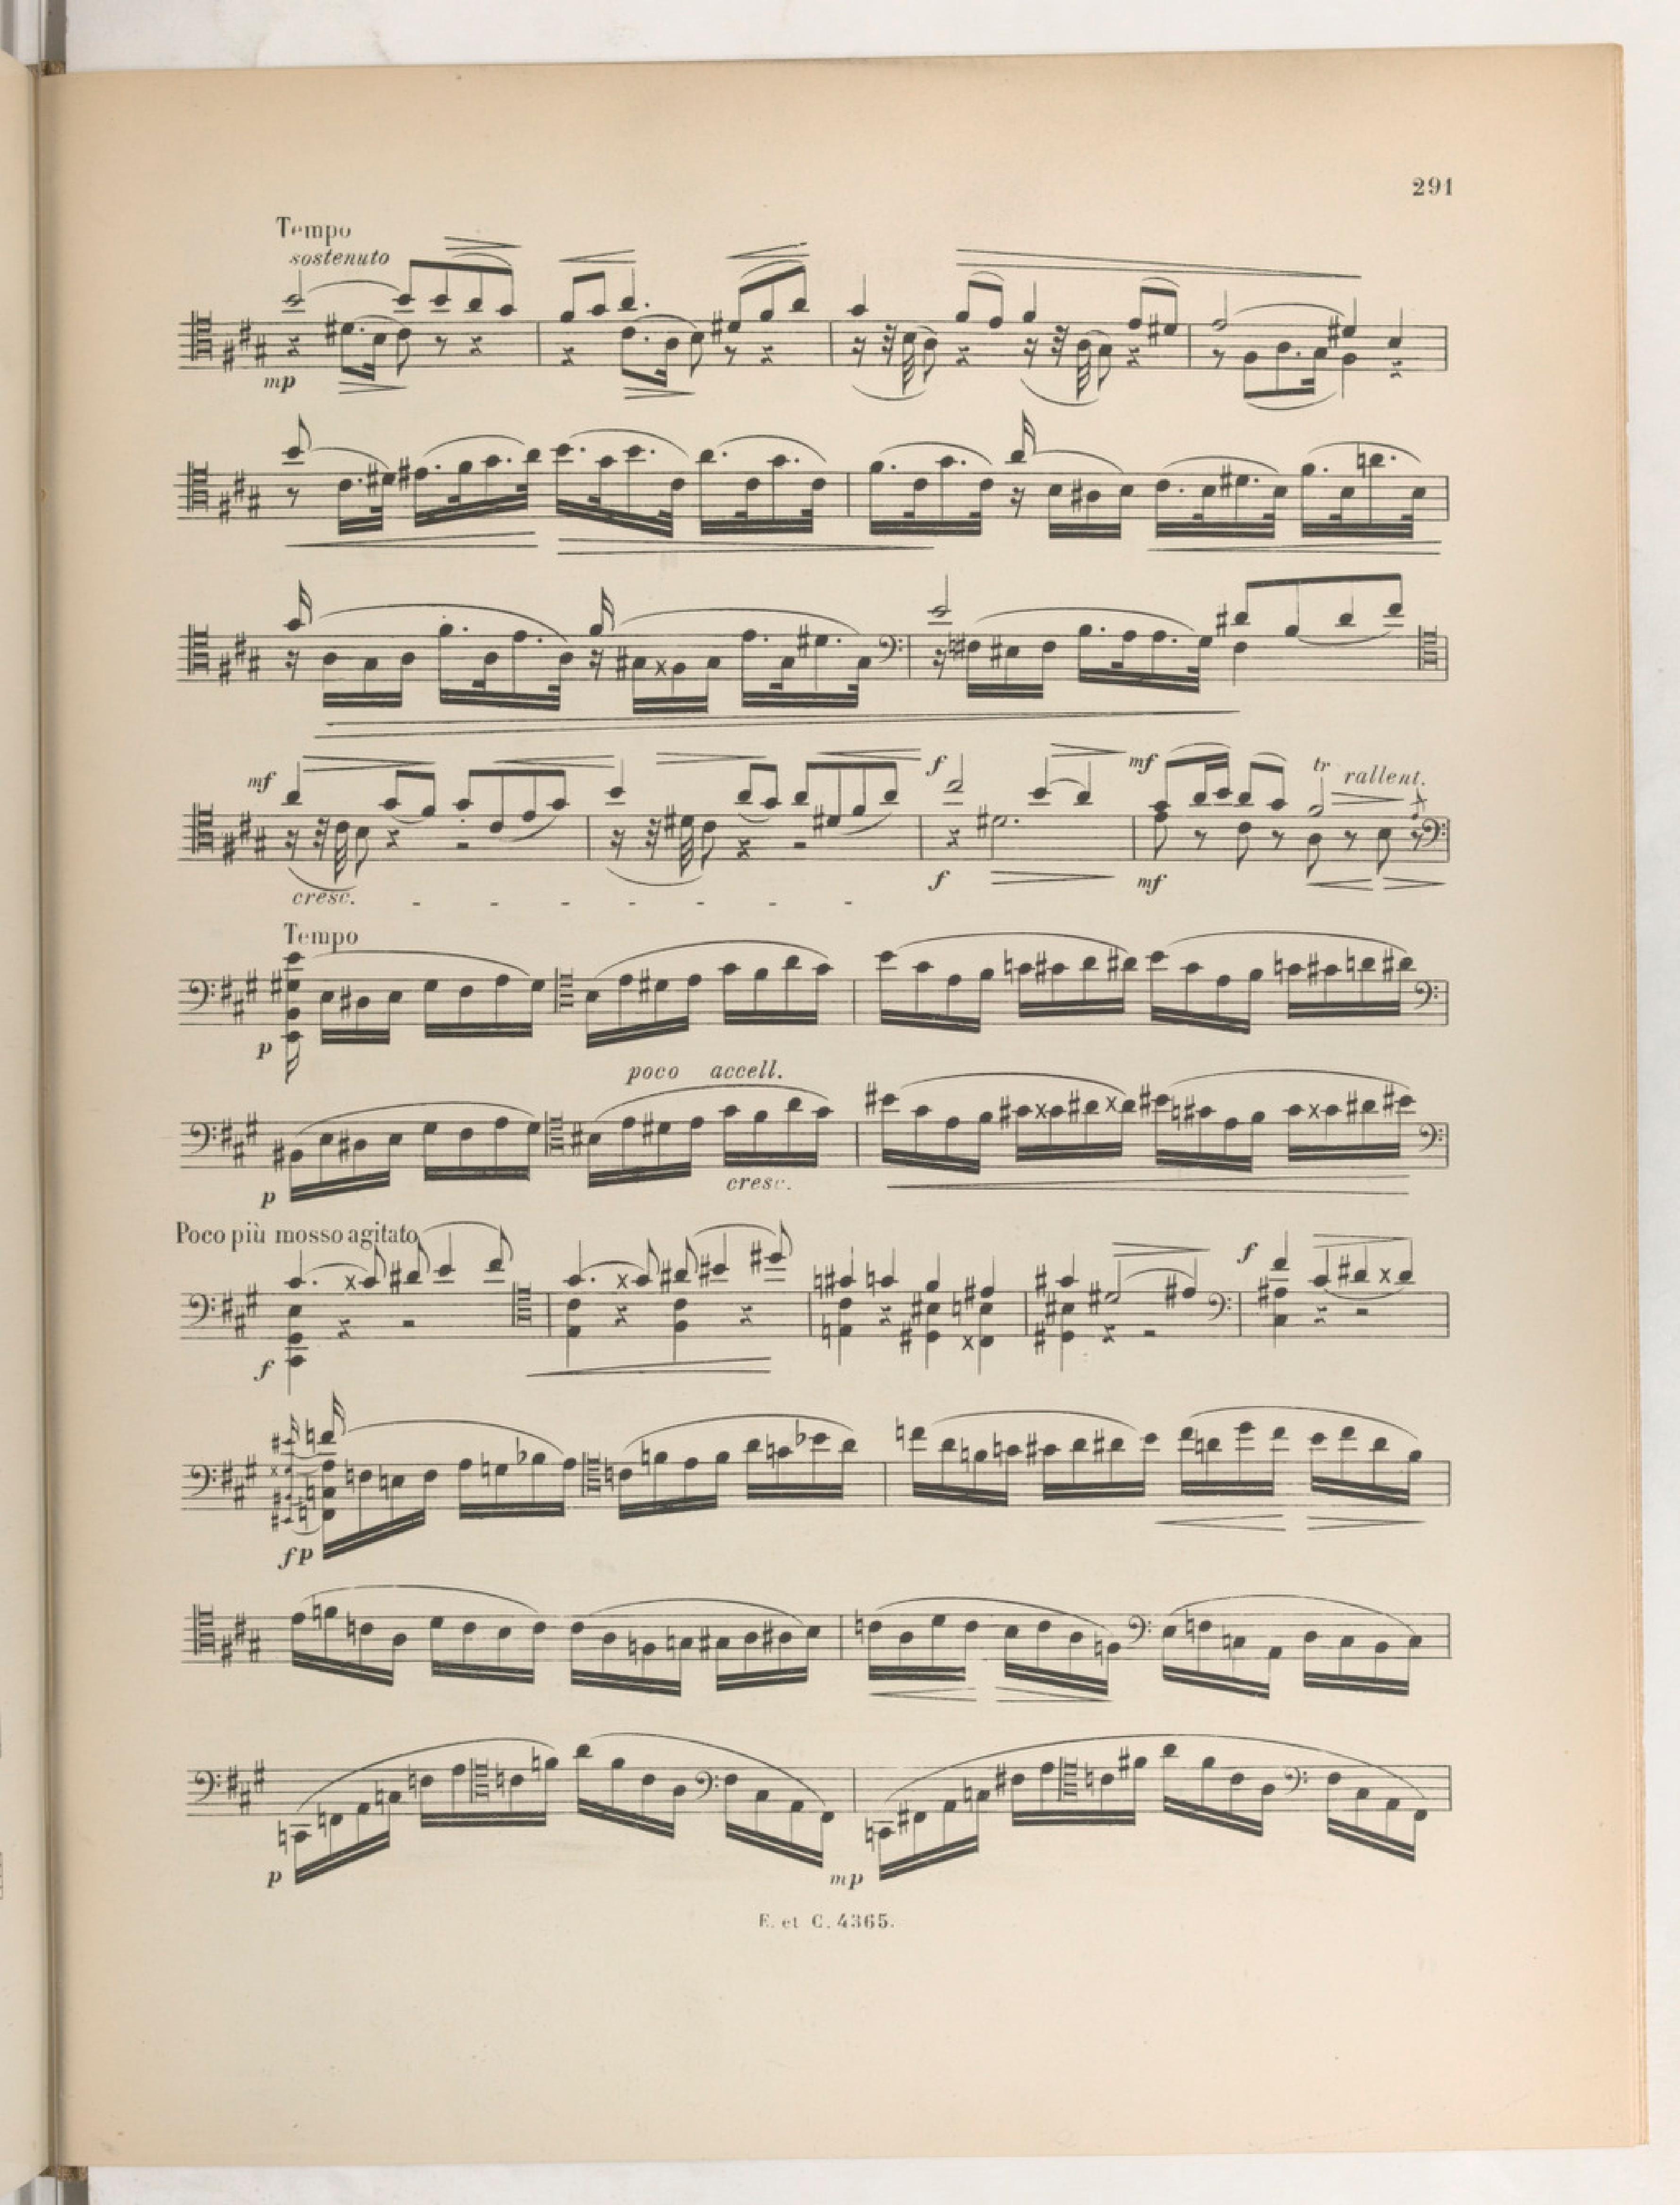 291
Tempo
sostenuto
mp
mf
f
mf
tr rallent.
cresc. - - - - - - -
f
mf
Tempo
p
poco accell.
p
cresc.
Poco più mosso agitato
f
f
fp
p
mp
E. et C. 4365.